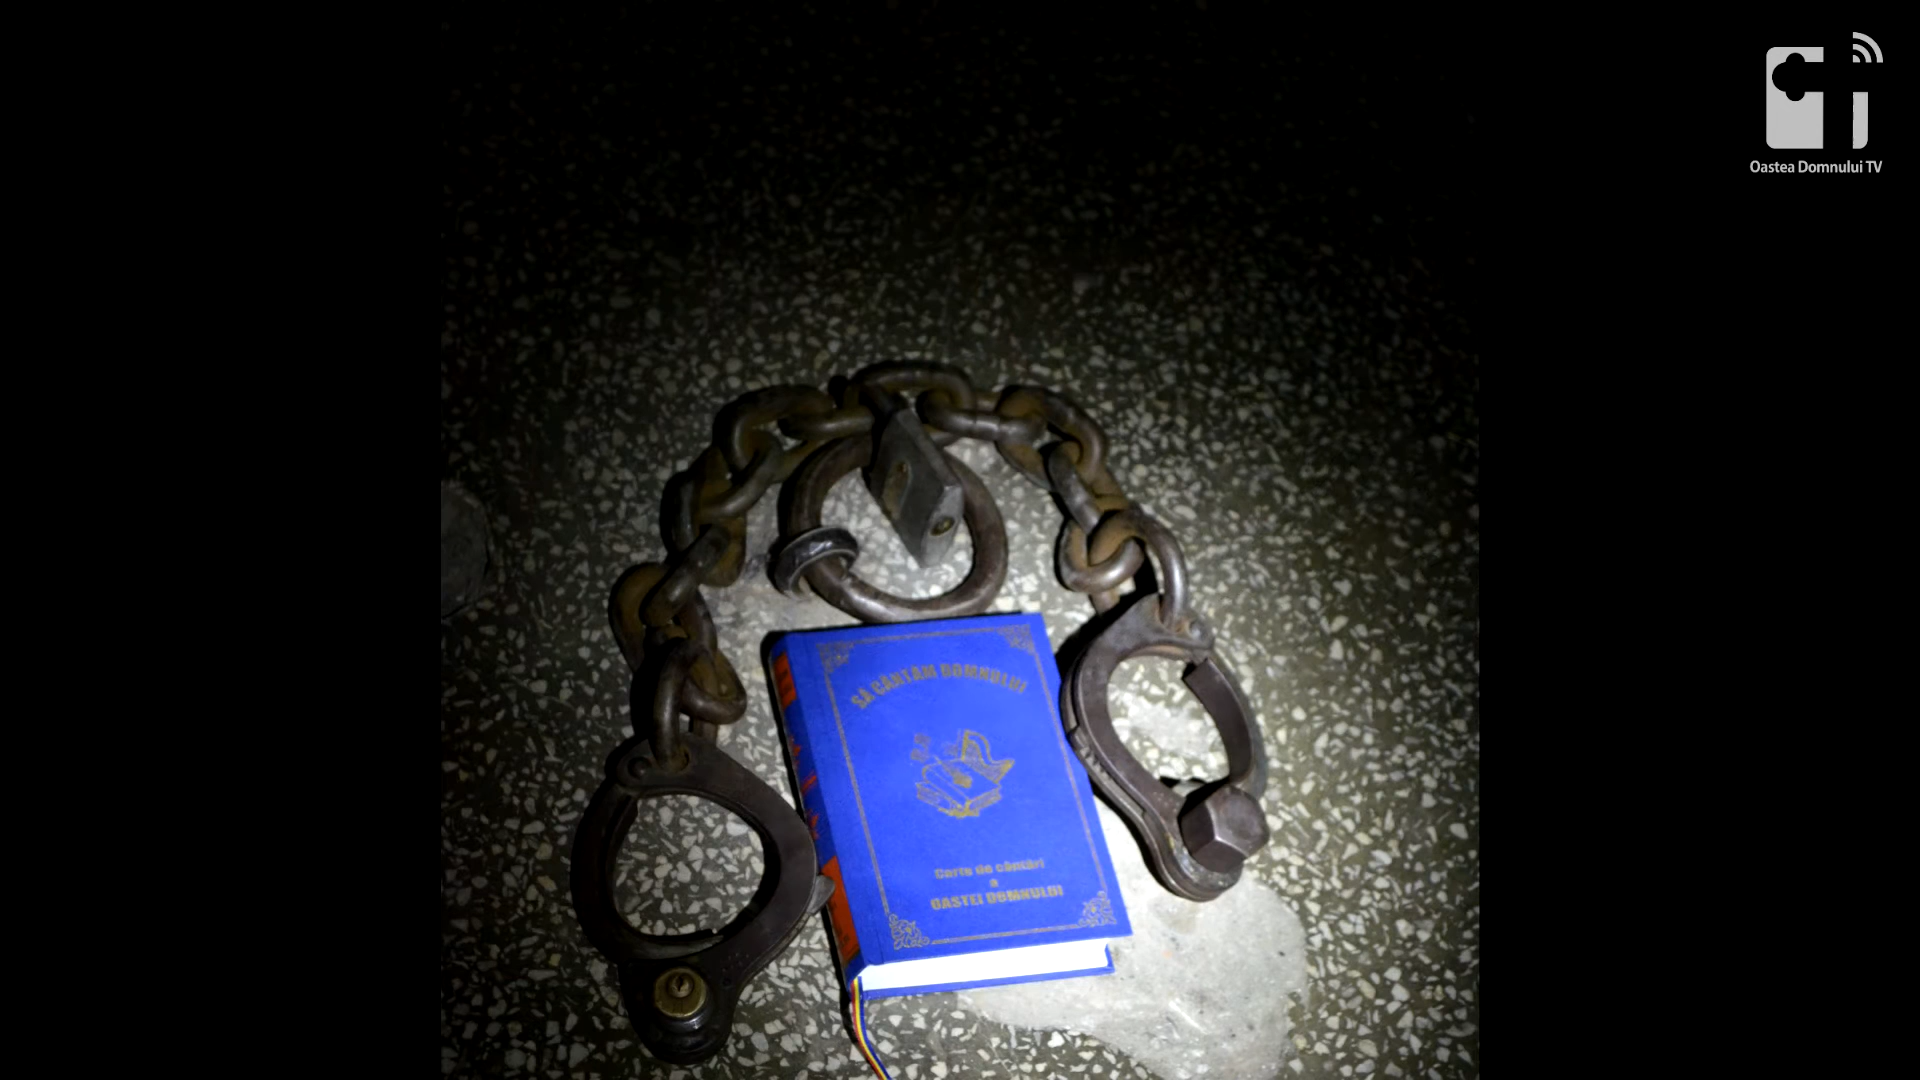 Oastea Domnului TV
SĂ CÂNTĂM DOMNULUI
Carte de cântări
a
OASTEI DOMNULUI